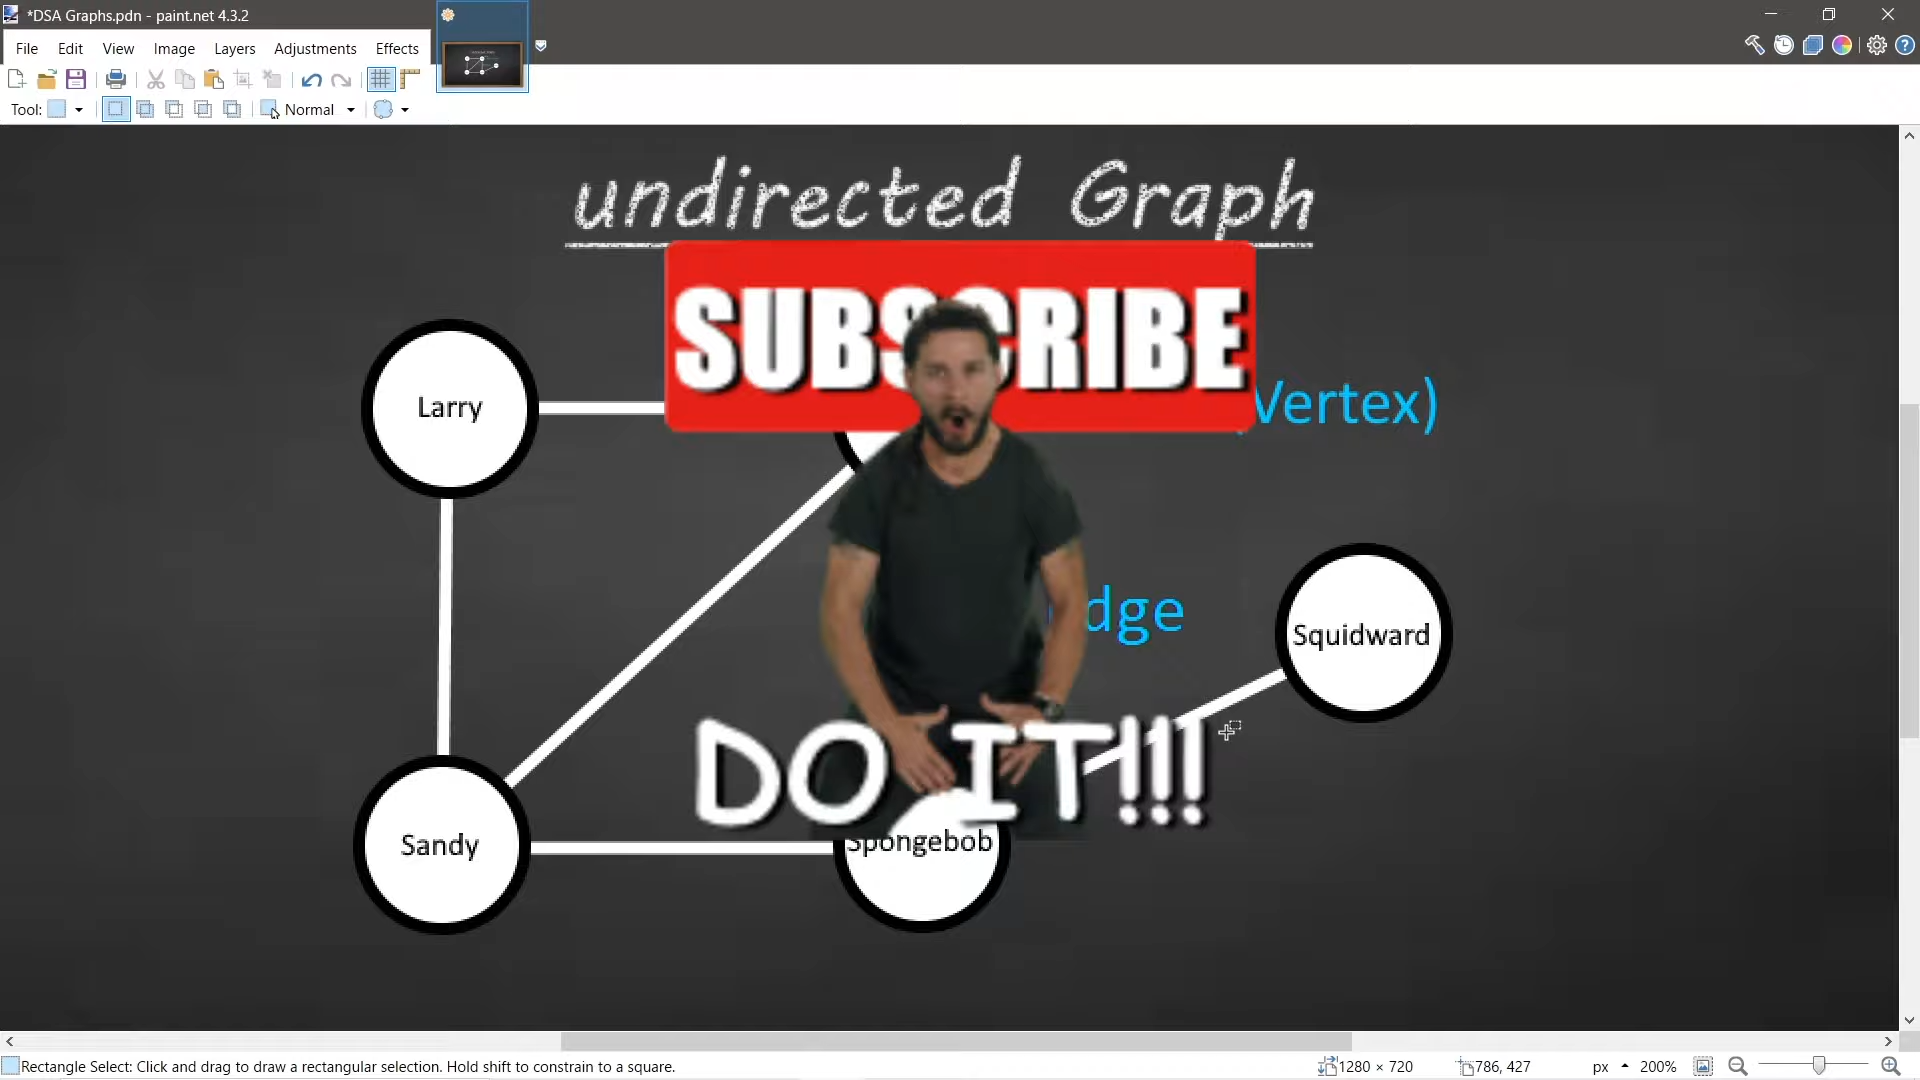 *DSA Graphs.pdn - paint.net 4.3.2
File Edit View Image Layers Adjustments Effects
Tool: Normal
undirected Graph
SUBSCRIBE
Larry
Vertex)
Edge
Squidward
DO IT!!!
Sandy
Spongebob
Rectangle Select: Click and drag to draw a rectangular selection. Hold shift to constrain to a square.
1280 × 720 786, 427 px 200%